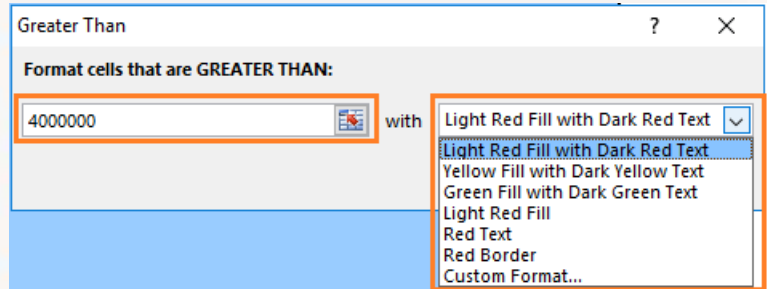 Greater Than ? ×
Format cells that are GREATER THAN:
4000000 with Light Red Fill with Dark Red Text
Light Red Fill with Dark Red Text
Yellow Fill with Dark Yellow Text
Green Fill with Dark Green Text
Light Red Fill
Red Text
Red Border
Custom Format...